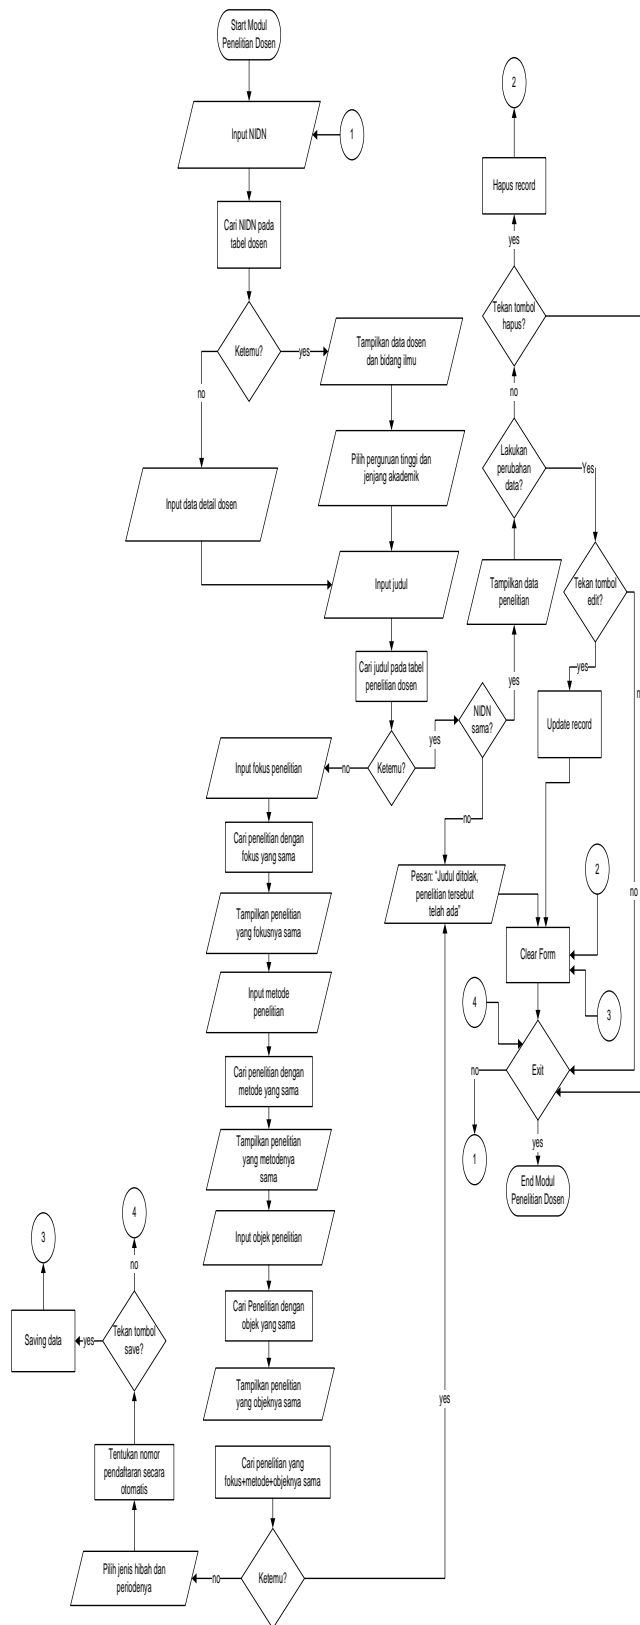 Start Modul
Penelitian Dosen
Input NIDN
1
Cari NIDN pada
tabel dosen
Ketemu?
yes
no
Tampilkan data dosen
dan bidang ilmu
Pilih perguruan tinggi dan
jenjang akademik
Input data detail dosen
Input judul
Cari judul pada tabel
penelitian dosen
Ketemu?
yes
no
NIDN
sama?
yes
no
Tampilkan data
penelitian
Lakukan
perubahan
data?
no
Yes
Tekan tombol
hapus?
yes
Hapus record
2
Tekan tombol
edit?
yes
n
no
Update record
Pesan: “Judul ditolak,
penelitian tersebut
telah ada”
2
Clear Form
3
4
Exit
no
yes
1
End Modul
Penelitian Dosen
Input fokus penelitian
Cari penelitian dengan
fokus yang sama
Tampilkan penelitian
yang fokusnya sama
Input metode
penelitian
Cari penelitian dengan
metode yang sama
Tampilkan penelitian
yang metodenya
sama
Input objek penelitian
Cari Penelitian dengan
objek yang sama
Tampilkan penelitian
yang objeknya sama
Cari penelitian yang
fokus+metode+objeknya sama
Ketemu?
yes
no
Pilih jenis hibah dan
periodenya
Tentukan nomor
pendaftaran secara
otomatis
Tekan tombol
save?
no
4
yes
Saving data
3